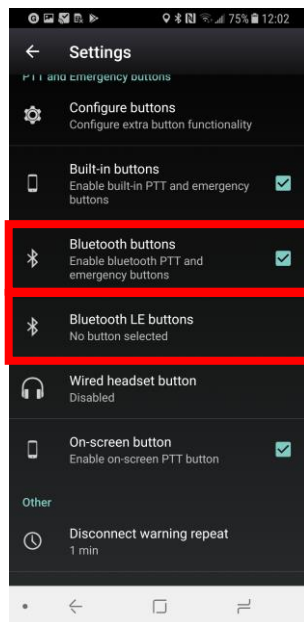 75% 12:02
Settings
PTT and Emergency buttons
Configure buttons
Configure extra button functionality
Built-in buttons
Enable built-in PTT and emergency
buttons
Bluetooth buttons
Enable bluetooth PTT and
emergency buttons
Bluetooth LE buttons
No button selected
Wired headset button
Disabled
On-screen button
Enable on-screen PTT button
Other
Disconnect warning repeat
1 min